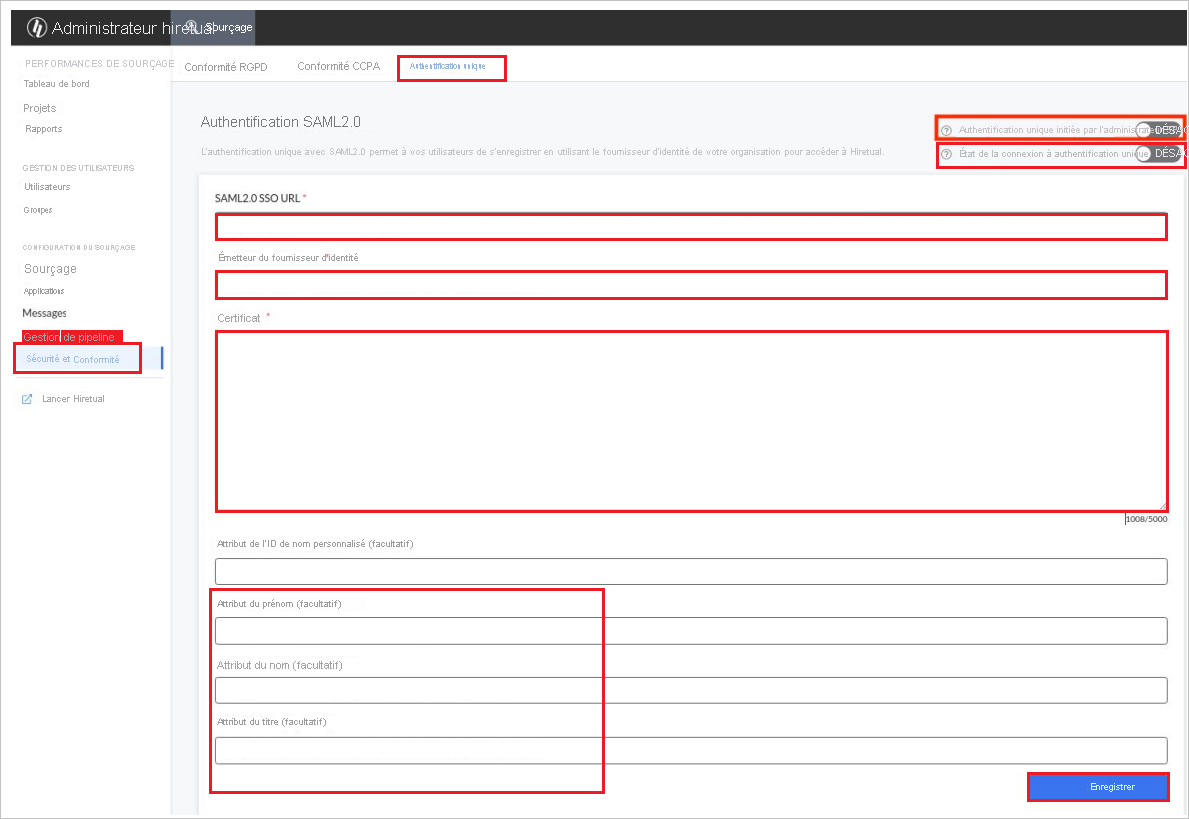 Administrateur hiretual
Sourçage
PERFORMANCES DE SOURÇAGE
Tableau de bord
Projets
Rapports
GESTION DES UTILISATEURS
Utilisateurs
Groupes
CONFIGURATION DU SOURÇAGE
Sourçage
Applications
Messages
Gestion de pipeline
Sécurité et Conformité
Lancer Hiretual
Conformité RGPD
Conformité CCPA
Authentification unique
Authentification SAML2.0
L'authentification unique avec SAML2.0 permet à vos utilisateurs de s'enregistrer en utilisant le fournisseur d'identité de votre organisation pour accéder à Hiretual.
Authentification unique initiée par l'administrate DÉSAC
État de la connexion à authentification unique DÉSAC
SAML2.0 SSO URL *
Émetteur du fournisseur d'identité
Certificat *
1008/5000
Attribut de l'ID de nom personnalisé (facultatif)
Attribut du prénom (facultatif)
Attribut du nom (facultatif)
Attribut du titre (facultatif)
Enregistrer